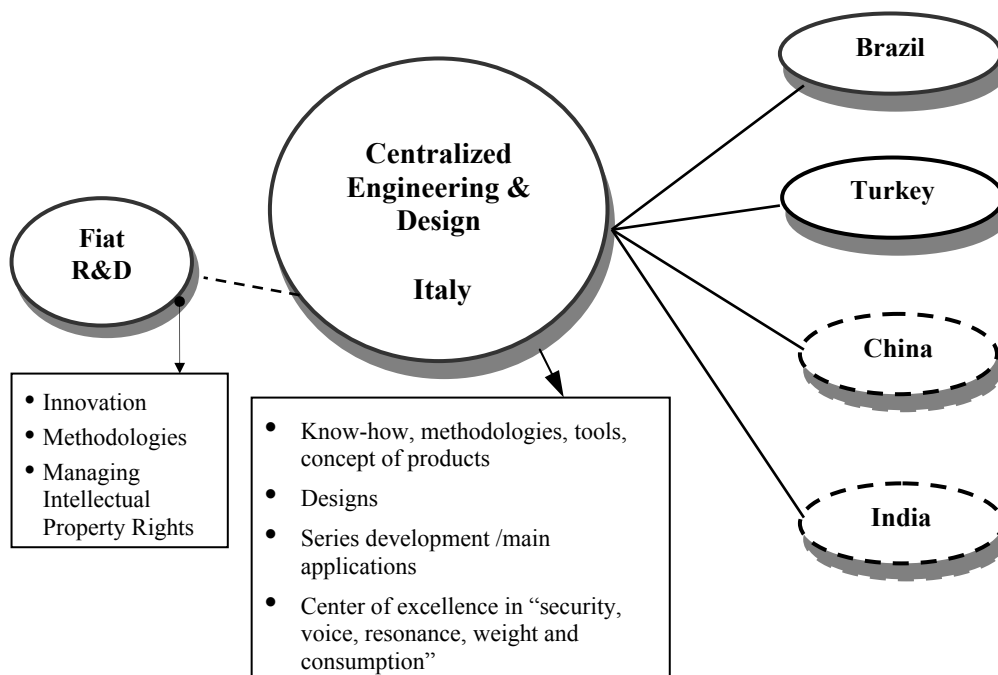 Fiat
R&D
• Innovation
• Methodologies
• Managing
Intellectual
Property Rights
Centralized
Engineering &
Design
Italy
• Know-how, methodologies, tools,
concept of products
• Designs
• Series development /main
applications
• Center of excellence in “security,
voice, resonance, weight and
consumption”
Brazil
Turkey
China
India